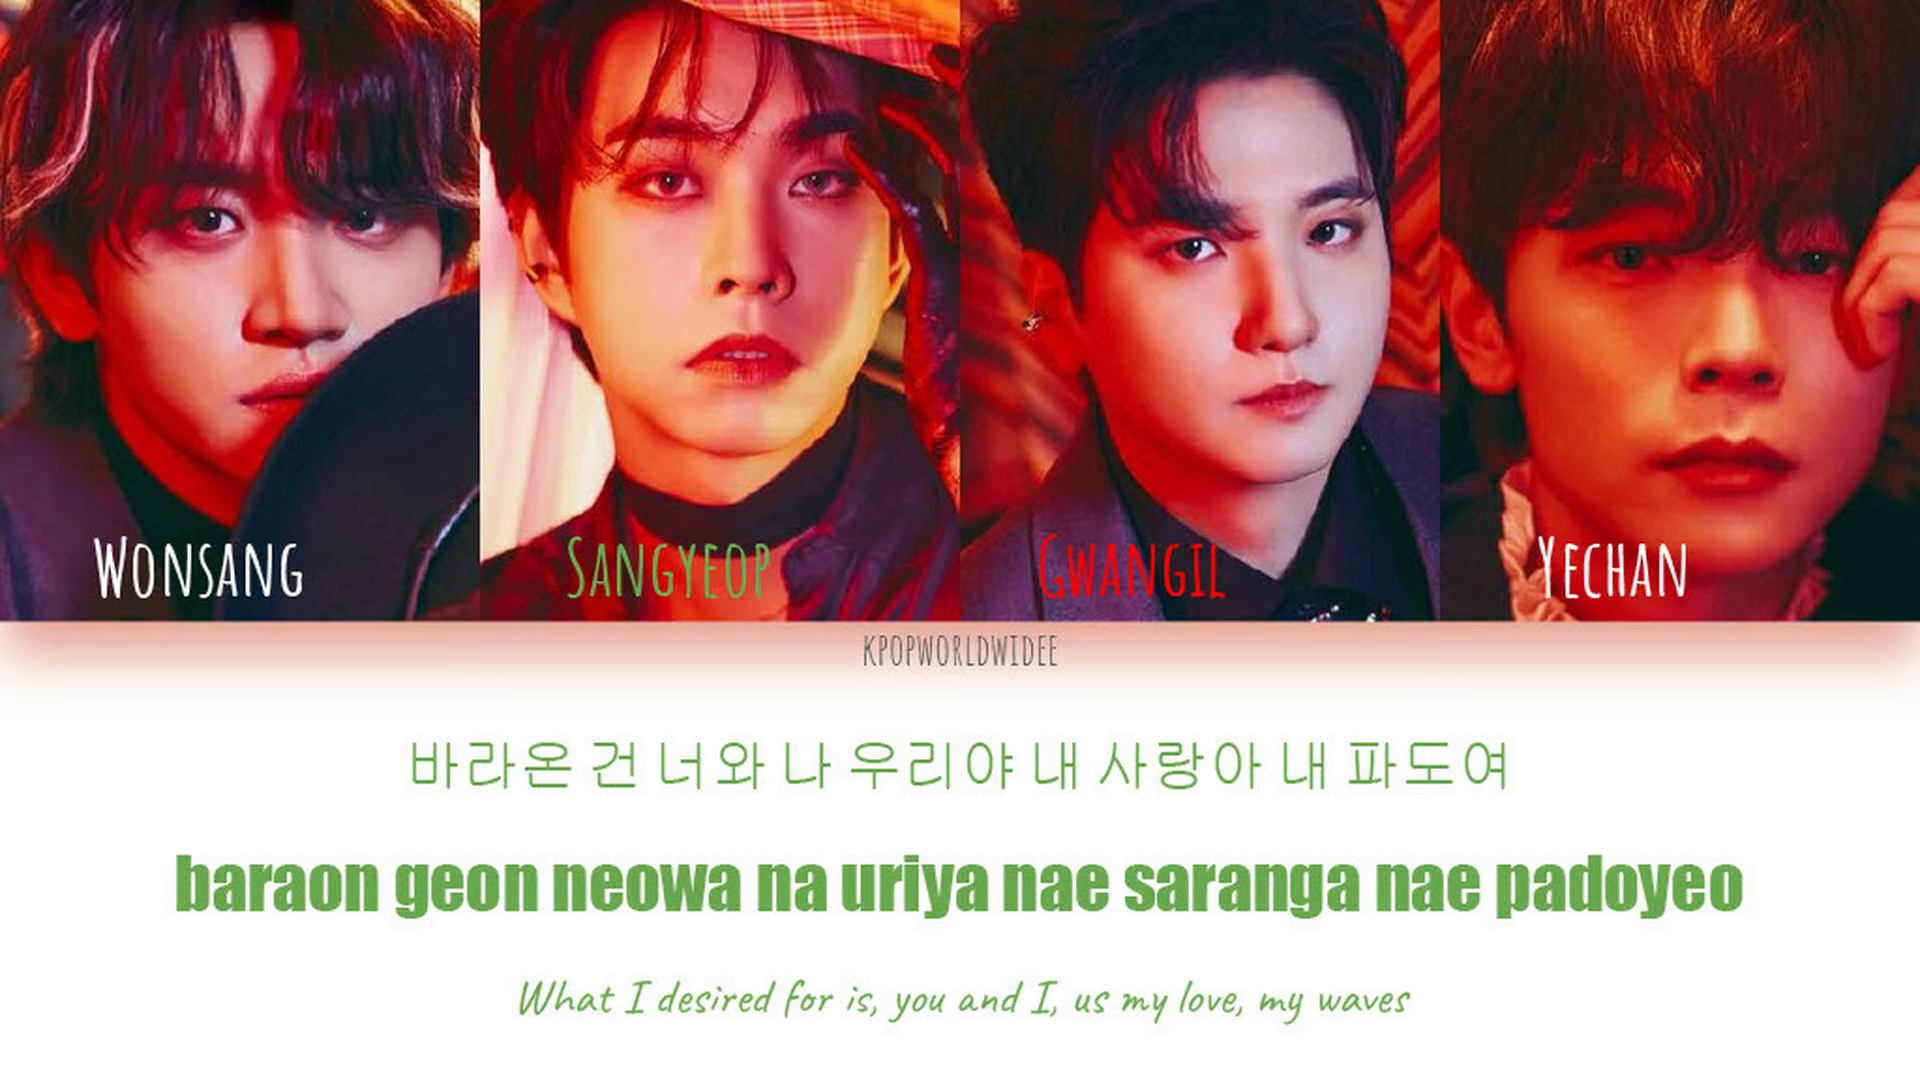 Wonsang Sangyeop Gwangil Yechan
KPOPWORLDWIDEE
바라온 건 너와 나 우리야 내 사랑아 내 파도여
baraon geon neowa na uriya nae saranga nae padoyeo
What I desired for is, you and I, us my love, my waves